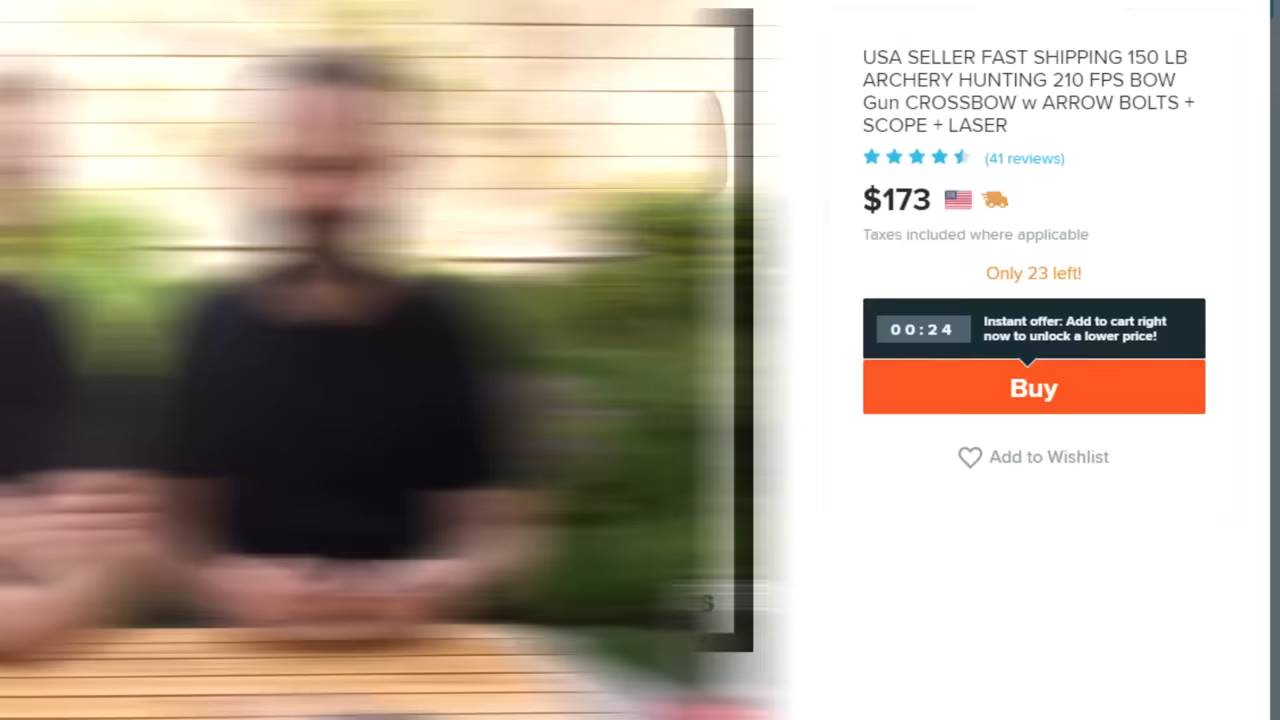 USA SELLER FAST SHIPPING 150 LB
ARCHERY HUNTING 210 FPS BOW
Gun CROSSBOW w ARROW BOLTS +
SCOPE + LASER
(41 reviews)
$173
Taxes included where applicable
Only 23 left!
00:24
Instant offer: Add to cart right
now to unlock a lower price!
Buy
Add to Wishlist